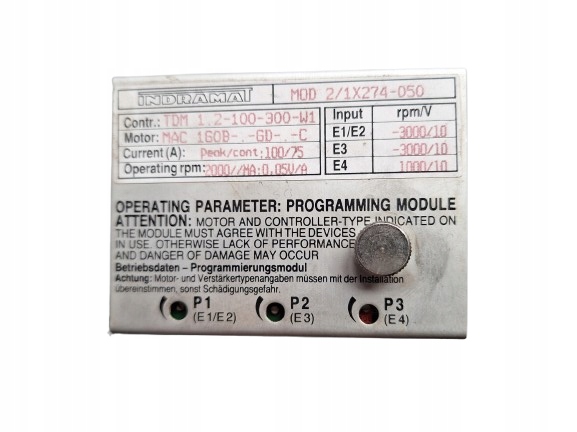 INDRAMAT MOD 2/1X274-050
Contr.: TDM 1.2-100-300-W1
Motor: MAC 160B-.-GD-.-C
Current (A): Peak/cont:100/75
Operating rpm: 2000//MA:0,05V/A
Input rpm/V
E1/E2 -3000/10
E3 -3000/10
E4 1000/10
OPERATING PARAMETER: PROGRAMMING MODULE
ATTENTION: MOTOR AND CONTROLLER-TYPE INDICATED ON
THE MODULE MUST AGREE WITH THE DEVICES
IN USE. OTHERWISE LACK OF PERFORMANCE
AND DANGER OF DAMAGE MAY OCCUR
Betriebsdaten – Programmierungsmodul
Achtung: Motor- und Verstärkertypenangaben müssen mit der Installation
übereinstimmen, sonst Schädigungsgefahr.
P1 P2 P3
(E1/E2) (E3) (E4)